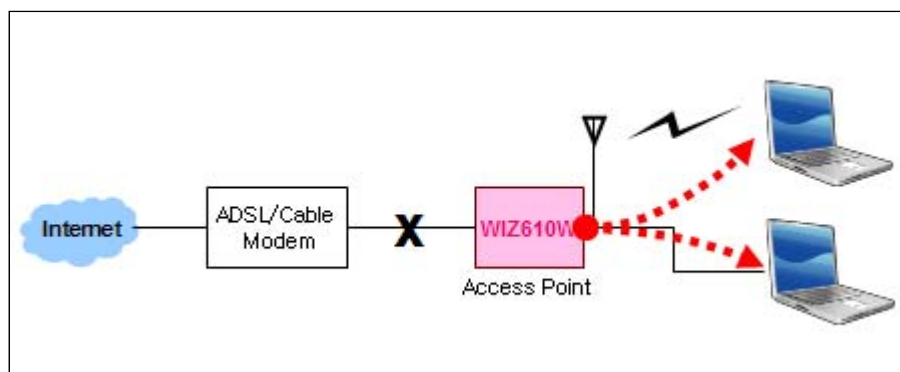 Internet
ADSL/Cable
Modem
X
WIZ610W
Access Point